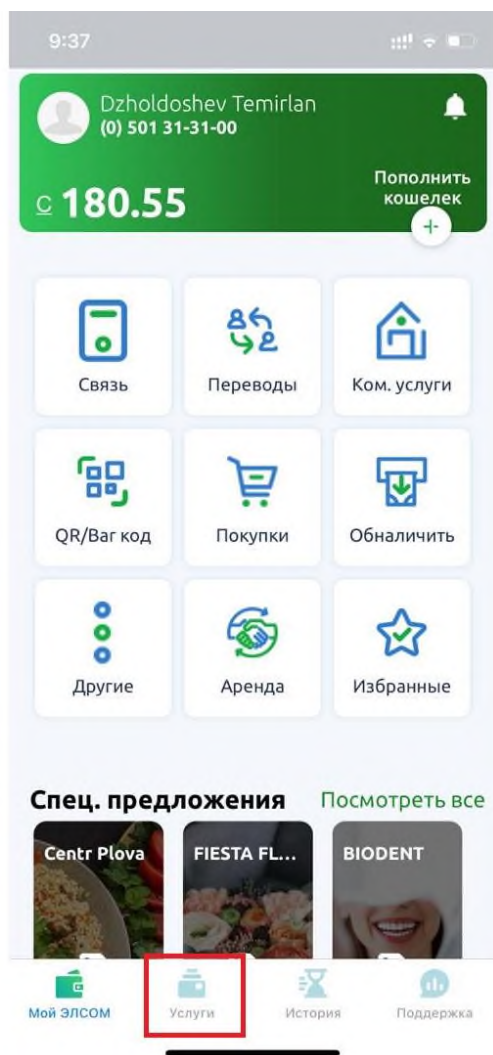 9:37
Dzholdoshev Temirlan
(0) 501 31-31-00
Пополнить
кошелек
с 180.55
Связь
Переводы
Ком. услуги
QR/Bar код
Покупки
Обналичить
Другие
Аренда
Избранные
Спец. предложения
Посмотреть все
Centr Plova
FIESTA FL...
BIODENT
Мой ЭЛСОМ
Услуги
История
Поддержка